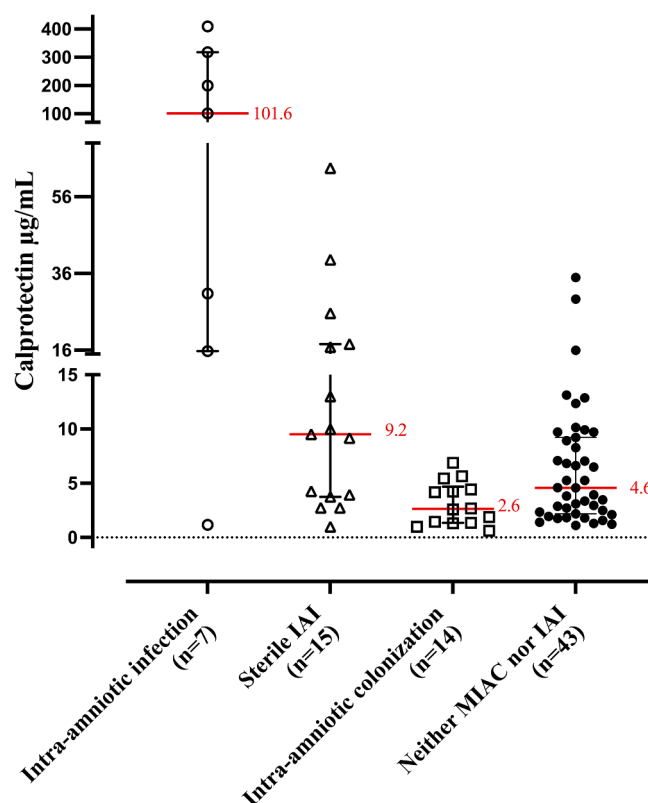 400
300
200
100
101.6
Calprotectin µg/mL
56
36
16
15
10
5
0
9.2
2.6
4.6
Intra-amniotic infection
(n=7)
Sterile IAI
(n=15)
Intra-amniotic colonization
(n=14)
Neither MIAC nor IAI
(n=43)